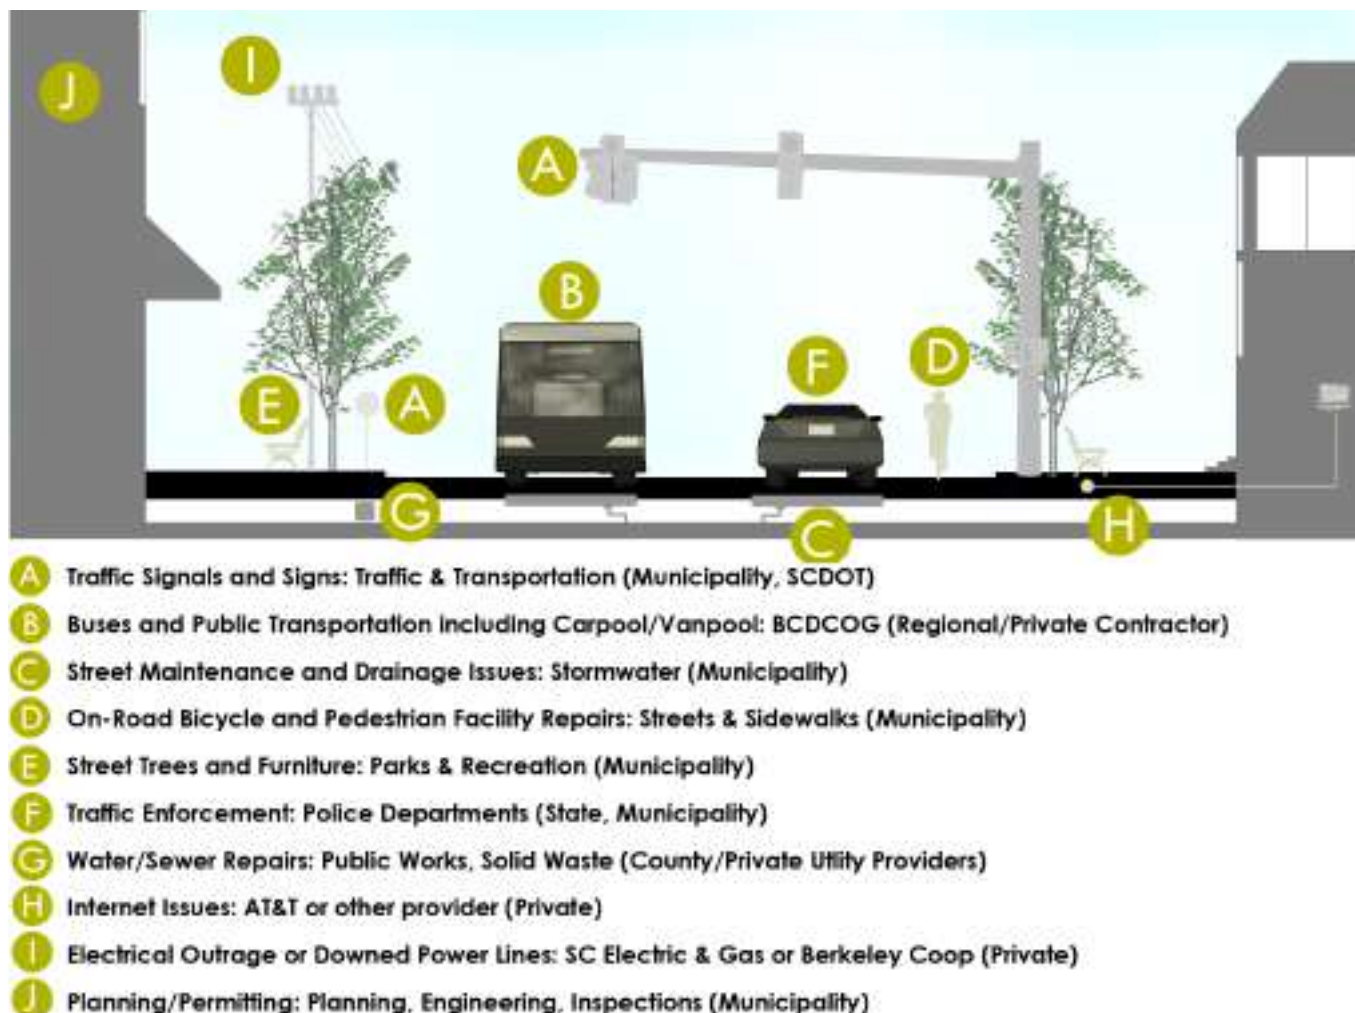 J
I
A
B
F
D
E
A
G
C
H
A Traffic Signals and Signs: Traffic & Transportation (Municipality, SCDOT)
B Buses and Public Transportation including Carpool/Vanpool: BCDCOG (Regional/Private Contractor)
C Street Maintenance and Drainage Issues: Stormwater (Municipality)
D On-Road Bicycle and Pedestrian Facility Repairs: Streets & Sidewalks (Municipality)
E Street Trees and Furniture: Parks & Recreation (Municipality)
F Traffic Enforcement: Police Departments (State, Municipality)
G Water/Sewer Repairs: Public Works, Solid Waste (County/Private Utility Providers)
H Internet Issues: AT&T or other provider (Private)
I Electrical Outrage or Downed Power Lines: SC Electric & Gas or Berkeley Coop (Private)
J Planning/Permitting: Planning, Engineering, Inspections (Municipality)